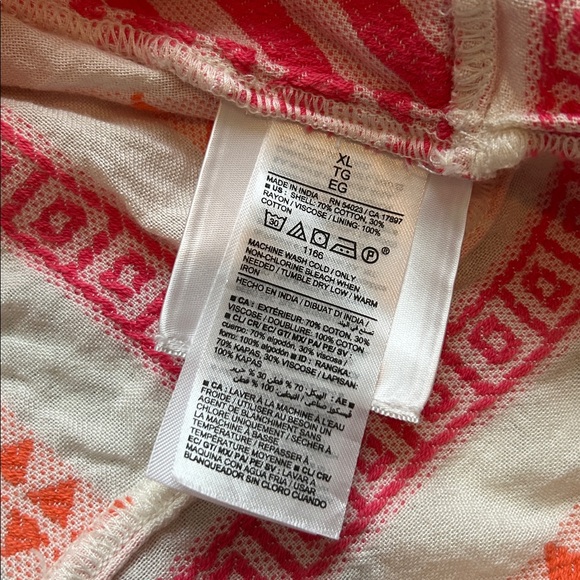 XL
TG
EG
MADE IN INDIA RN 54023 / CA 17897
■ US : SHELL: 70% COTTON, 30%
RAYON / VISCOSE / LINING: 100%
COTTON
30 P ®
1166
MACHINE WASH COLD / ONLY
NON-CHLORINE BLEACH WHEN
NEEDED / TUMBLE DRY LOW / WARM
IRON
HECHO EN INDIA / DIBUAT DI INDIA /
صنع في الهند
■ CA : EXTÉRIEUR: 70% COTON, 30%
VISCOSE / DOUBLURE: 100% COTON
■ CL/ CR/ EC/ GT/ MX/ PA/ PE/ SV :
cuerpo: 70% algodón, 30% viscosa /
forro: 100% algodón ■ ID : RANGKA:
70% KAPAS, 30% VISCOSE / LAPISAN:
100% KAPAS
■ CA : LAVER À LA MACHINE À L'EAU
FROIDE / UTILISER AU BESOIN UN
AGENT DE BLANCHIMENT SANS
CHLORE UNIQUEMENT / SÉCHER À
LA MACHINE À BASSE
TEMPÉRATURE / REPASSER À
TEMPÉRATURE MOYENNE ■ CL/ CR/
EC/ GT/ MX/ PA/ PE/ SV : LAVAR A
MAQUINA CON AGUA FRIA / USAR
BLANQUEADOR SIN CLORO CUANDO